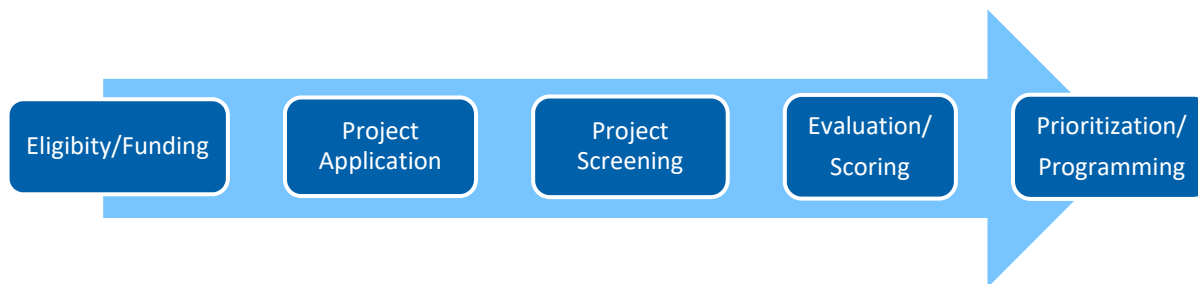 Eligibity/Funding
Project
Application
Project
Screening
Evaluation/
Scoring
Prioritization/
Programming